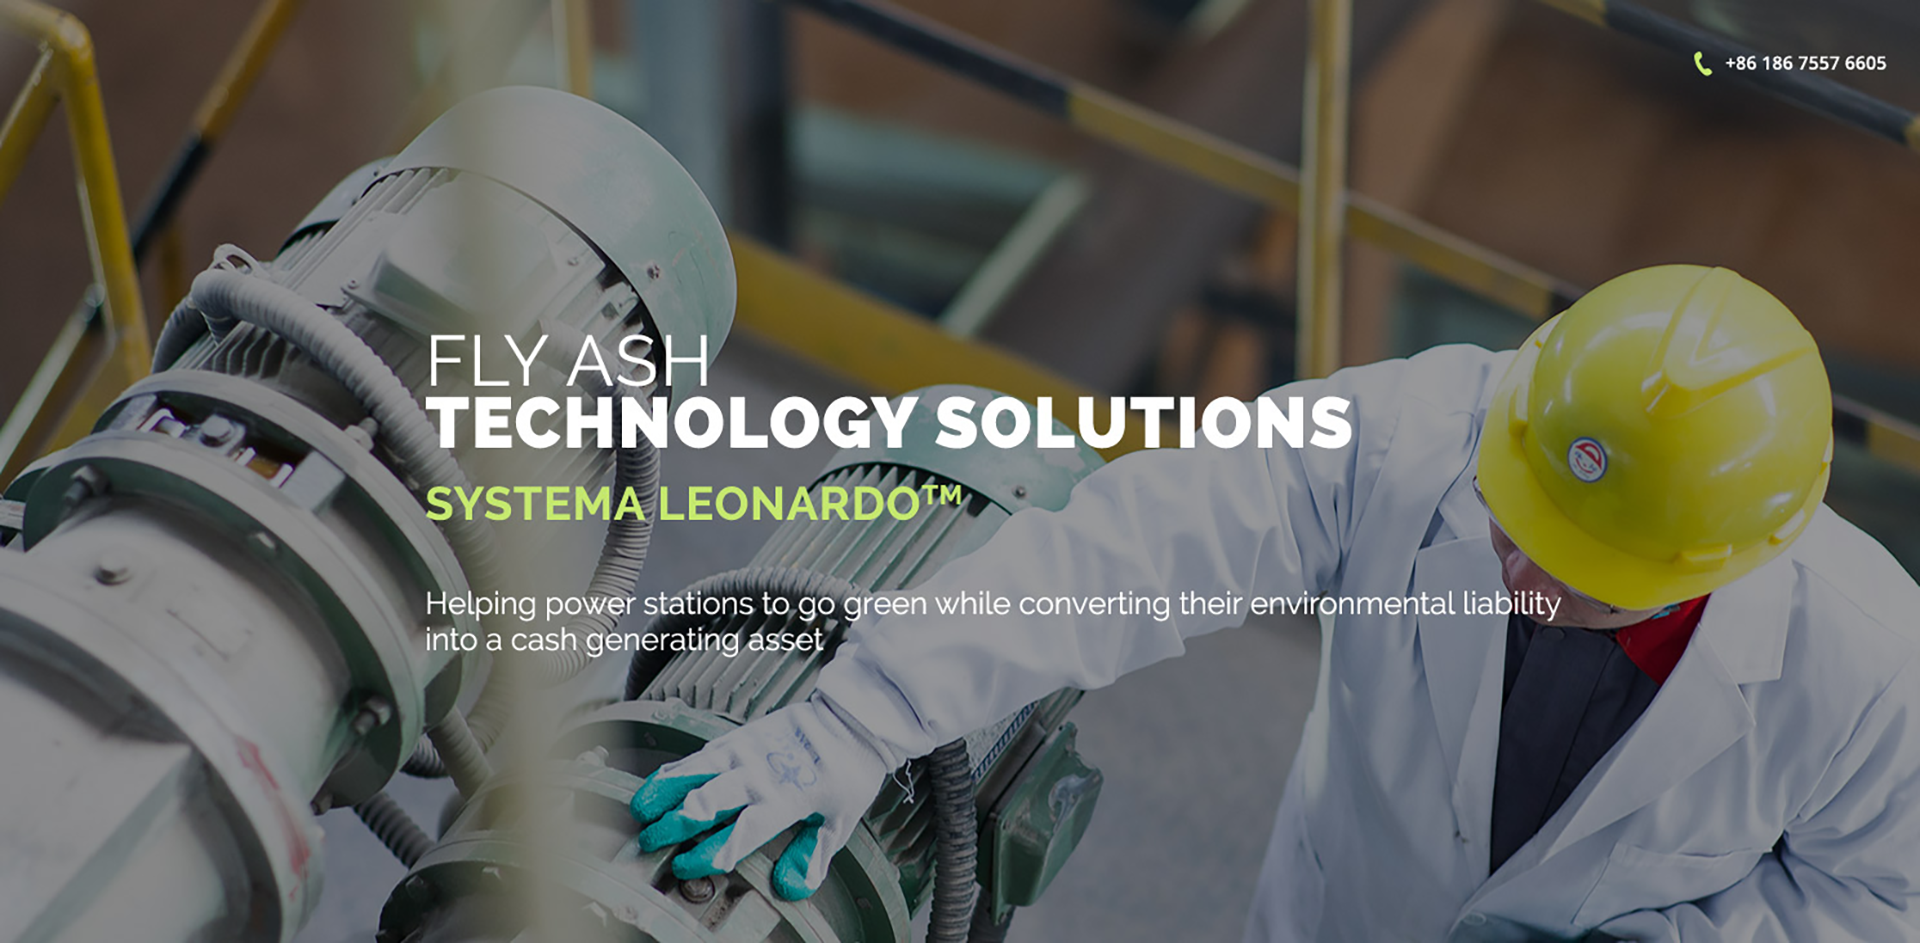 +86 186 7557 6605
FLY ASH
TECHNOLOGY SOLUTIONS
SYSTEMA LEONARDO™
Helping power stations to go green while converting their environmental liability
into a cash generating asset